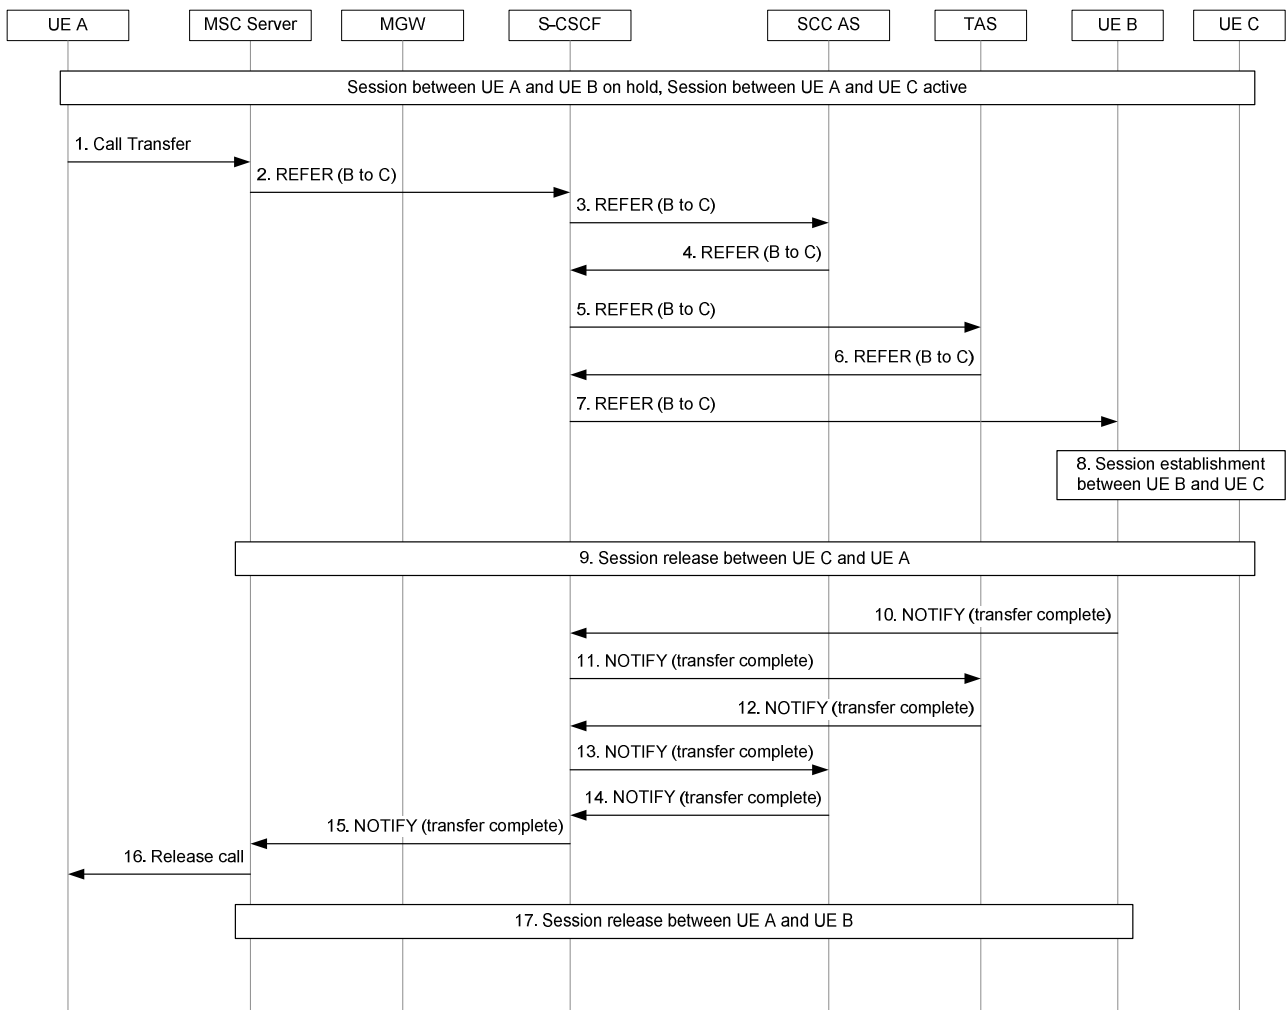 UE A
MSC Server
MGW
S-CSCF
SCC AS
TAS
UE B
UE C
Session between UE A and UE B on hold, Session between UE A and UE C active
1. Call Transfer
2. REFER (B to C)
3. REFER (B to C)
4. REFER (B to C)
5. REFER (B to C)
6. REFER (B to C)
7. REFER (B to C)
8. Session establishment
between UE B and UE C
9. Session release between UE C and UE A
10. NOTIFY (transfer complete)
11. NOTIFY (transfer complete)
12. NOTIFY (transfer complete)
13. NOTIFY (transfer complete)
14. NOTIFY (transfer complete)
15. NOTIFY (transfer complete)
16. Release call
17. Session release between UE A and UE B